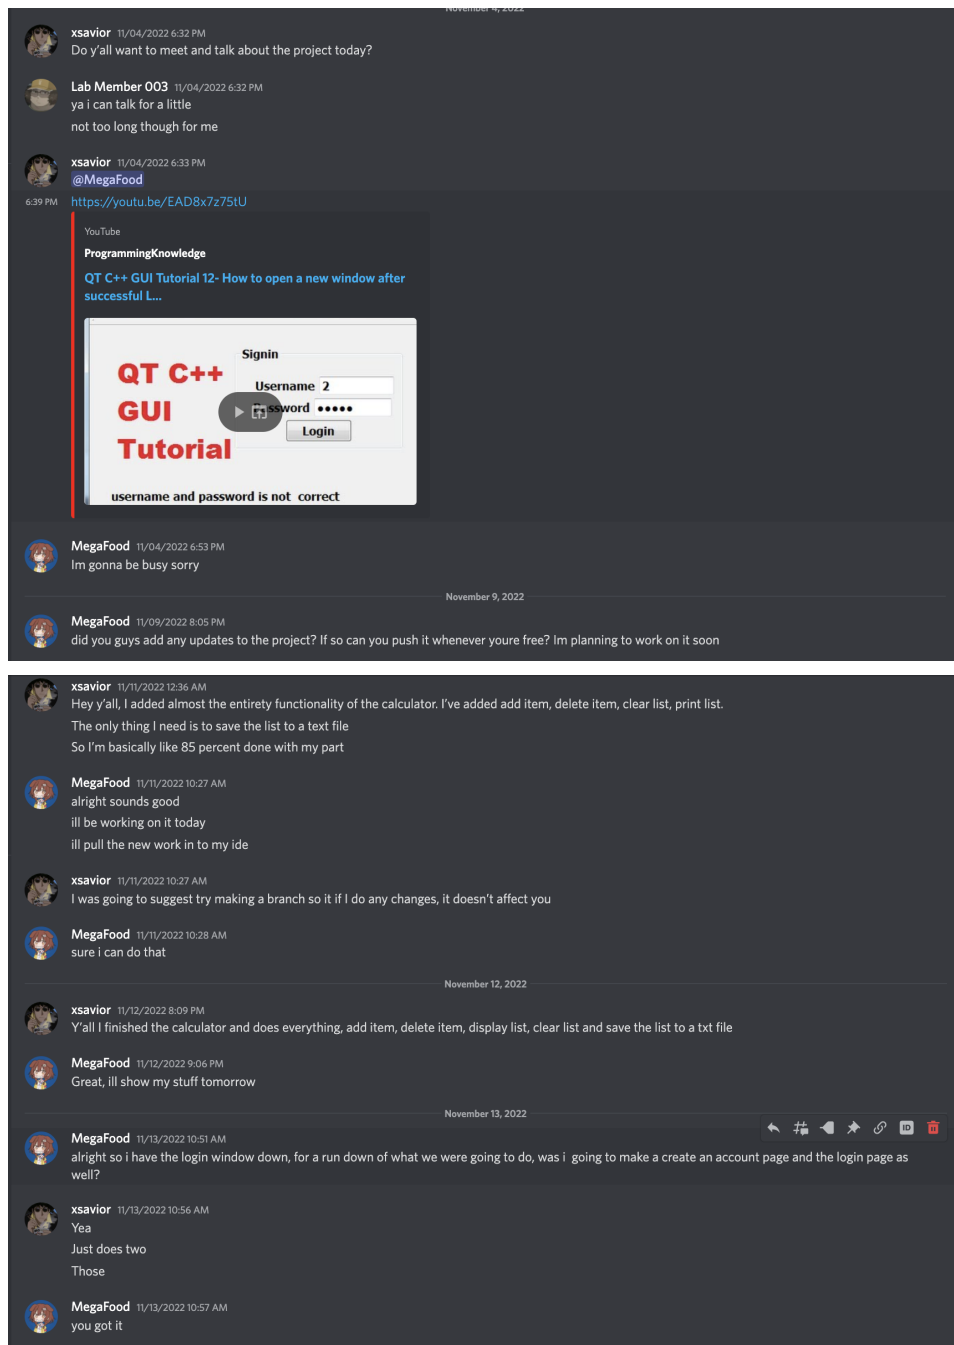 November 4, 2022
xsavior 11/04/2022 6:32 PM
Do y'all want to meet and talk about the project today?
Lab Member 003 11/04/2022 6:32 PM
ya i can talk for a little
not too long though for me
xsavior 11/04/2022 6:33 PM
@MegaFood
6:39 PM https://youtu.be/EAD8x7z75tU
YouTube
ProgrammingKnowledge
QT C++ GUI Tutorial 12- How to open a new window after
successful L...
QT C++
GUI
Tutorial
Signin
Username 2
Password •••••
Login
username and password is not correct
MegaFood 11/04/2022 6:53 PM
Im gonna be busy sorry
November 9, 2022
MegaFood 11/09/2022 8:05 PM
did you guys add any updates to the project? If so can you push it whenever youre free? Im planning to work on it soon
xsavior 11/11/2022 12:36 AM
Hey y'all, I added almost the entirety functionality of the calculator. I've added add item, delete item, clear list, print list.
The only thing I need is to save the list to a text file
So I'm basically like 85 percent done with my part
MegaFood 11/11/2022 10:27 AM
alright sounds good
ill be working on it today
ill pull the new work in to my ide
xsavior 11/11/2022 10:27 AM
I was going to suggest try making a branch so it if I do any changes, it doesn't affect you
MegaFood 11/11/2022 10:28 AM
sure i can do that
November 12, 2022
xsavior 11/12/2022 8:09 PM
Y'all I finished the calculator and does everything, add item, delete item, display list, clear list and save the list to a txt file
MegaFood 11/12/2022 9:06 PM
Great, ill show my stuff tomorrow
November 13, 2022
ID
MegaFood 11/13/2022 10:51 AM
alright so i have the login window down, for a run down of what we were going to do, was i going to make a create an account page and the login page as
well?
xsavior 11/13/2022 10:56 AM
Yea
Just does two
Those
MegaFood 11/13/2022 10:57 AM
you got it